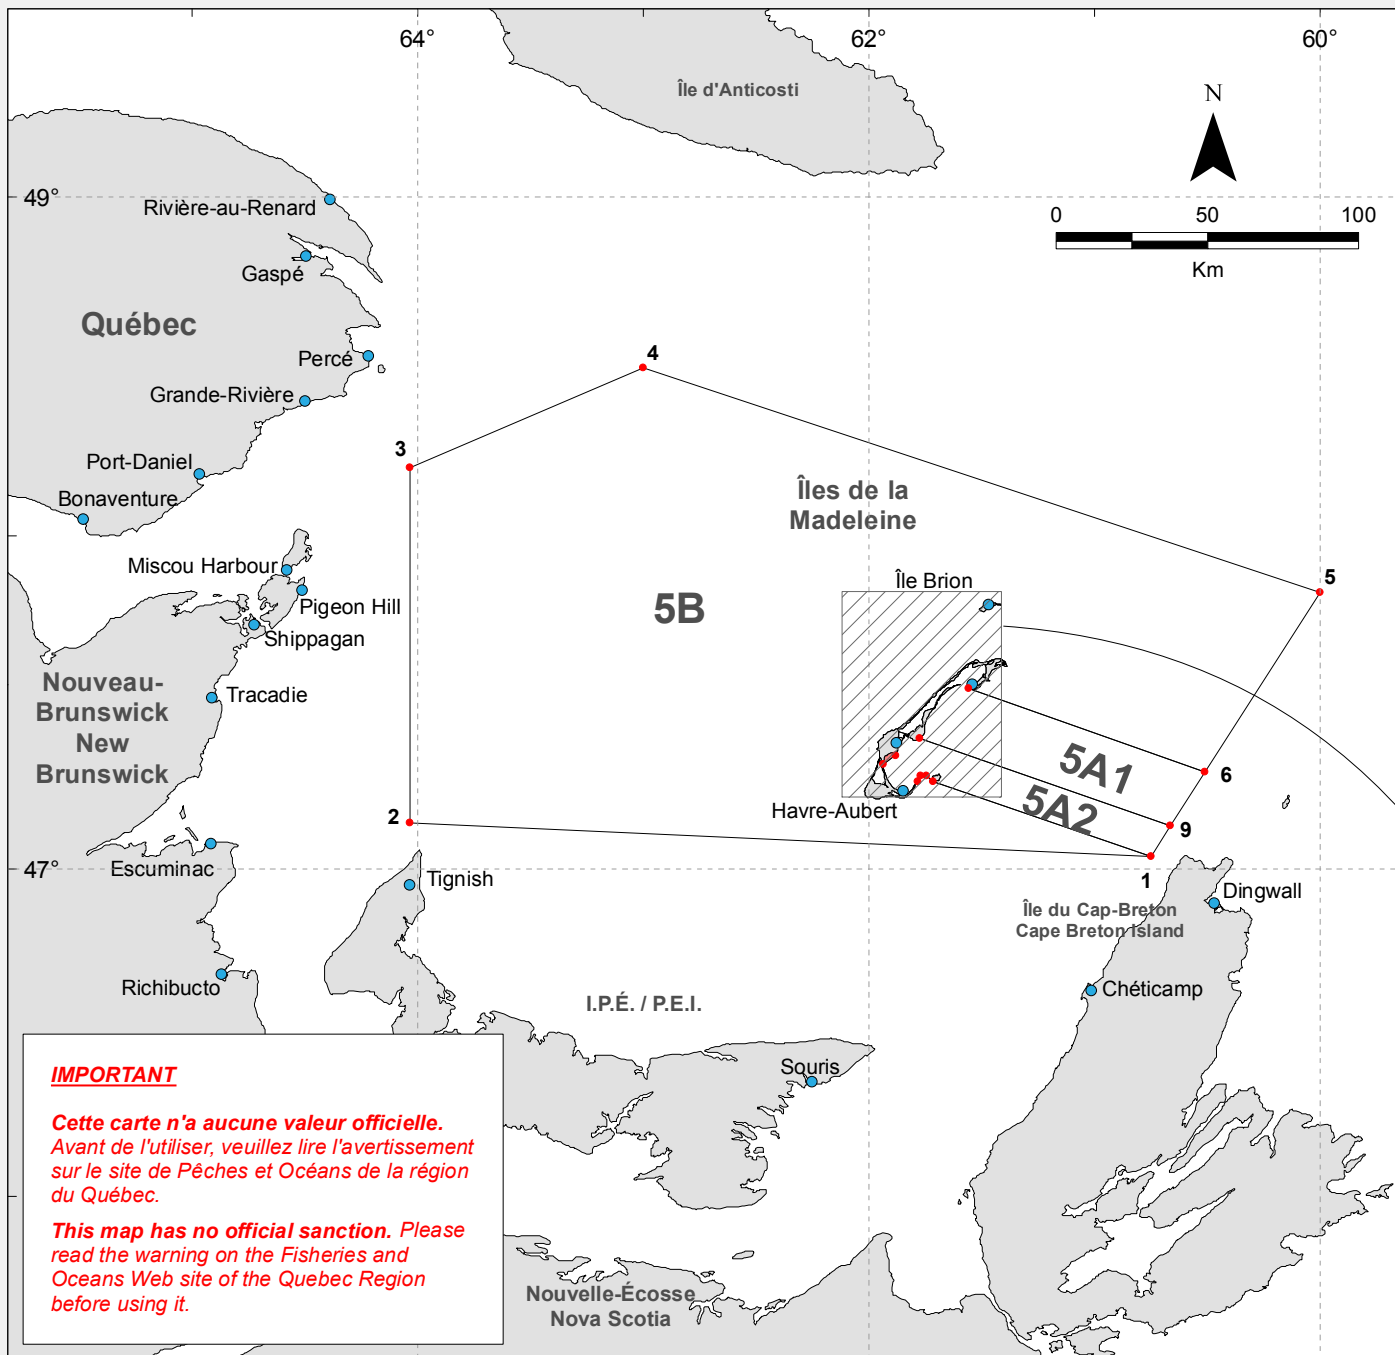 64°
62°
60°
Île d'Anticosti
N
49°
Rivière-au-Renard
0 50 100
Km
Gaspé
Québec
Percé
4
Grande-Rivière
3
Port-Daniel
Bonaventure
Îles de la
Madeleine
Miscou Harbour
Île Brion
5
Pigeon Hill
5B
Shippagan
Nouveau-
Brunswick
New
Brunswick
Tracadie
5A1
6
5A2
Havre-Aubert
2
9
47°
Escuminac
1
Tignish
Dingwall
Île du Cap-Breton
Cape Breton Island
Richibucto
Chéticamp
I.P.É. / P.E.I.
Souris
IMPORTANT
Cette carte n'a aucune valeur officielle.
Avant de l'utiliser, veuillez lire l'avertissement
sur le site de Pêches et Océans de la région
du Québec.
This map has no official sanction. Please
read the warning on the Fisheries and
Oceans Web site of the Quebec Region
before using it.
Nouvelle-Écosse
Nova Scotia